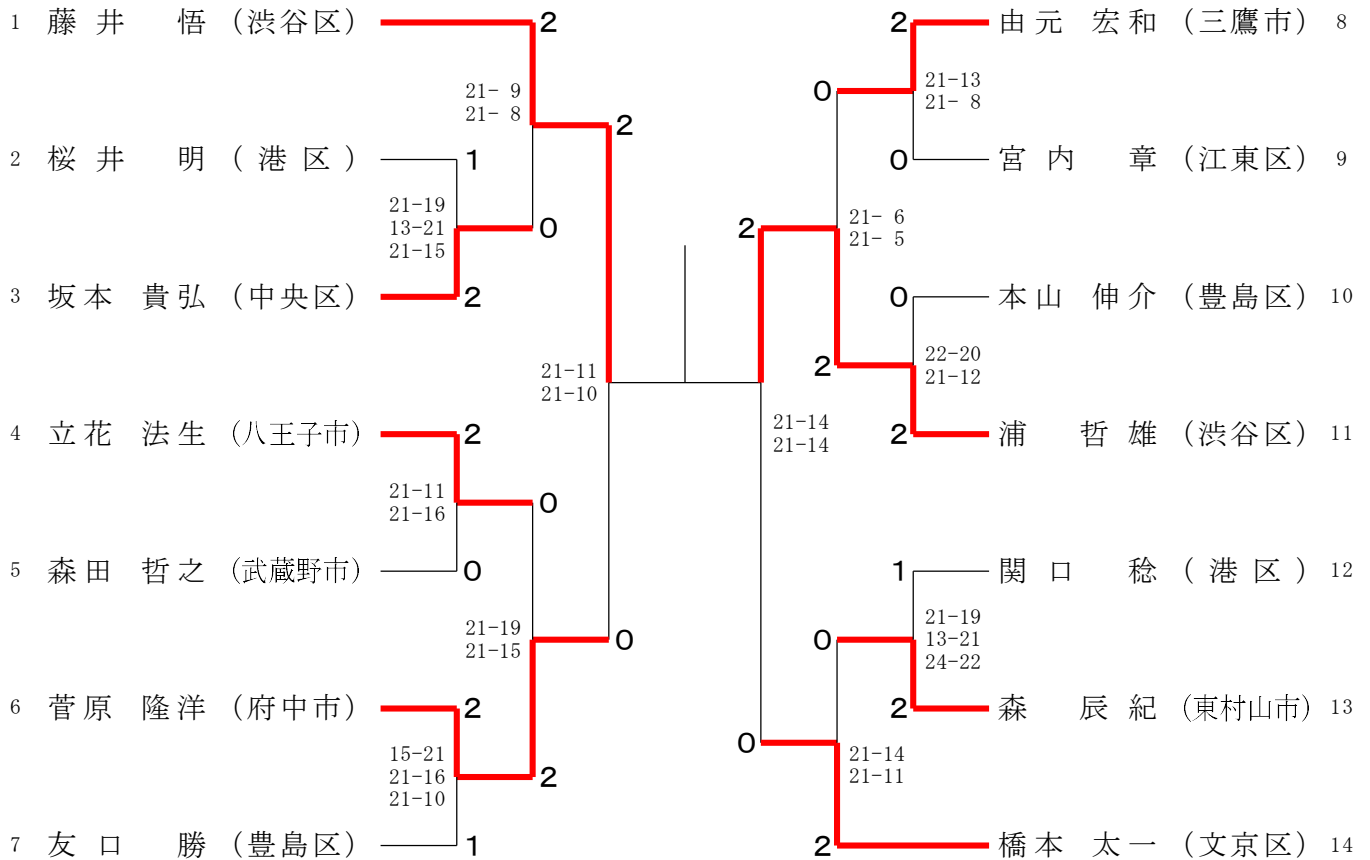 1 藤井 悟 (渋谷区) 2
21- 9
21- 8
2
2 桜井 明 (港区) 1
21-19
13-21
21-15
0
3 坂本 貴弘 (中央区) 2
21-11
21-10
4 立花 法生 (八王子市) 2
21-11
21-16
0
5 森田 哲之 (武蔵野市) 0
21-19
21-15
0
6 菅原 隆洋 (府中市) 2
15-21
21-16
21-10
2
7 友口 勝 (豊島区) 1
2 由元 宏和 (三鷹市) 8
0
21-13
21- 8
0 宮内 章 (江東区) 9
2
21- 6
21- 5
0 本山 伸介 (豊島区) 10
2
22-20
21-12
2 浦 哲雄 (渋谷区) 11
21-14
21-14
1 関口 稔 (港区) 12
0
21-19
13-21
24-22
2 森 辰紀 (東村山市) 13
0
21-14
21-11
2 橋本 太一 (文京区) 14